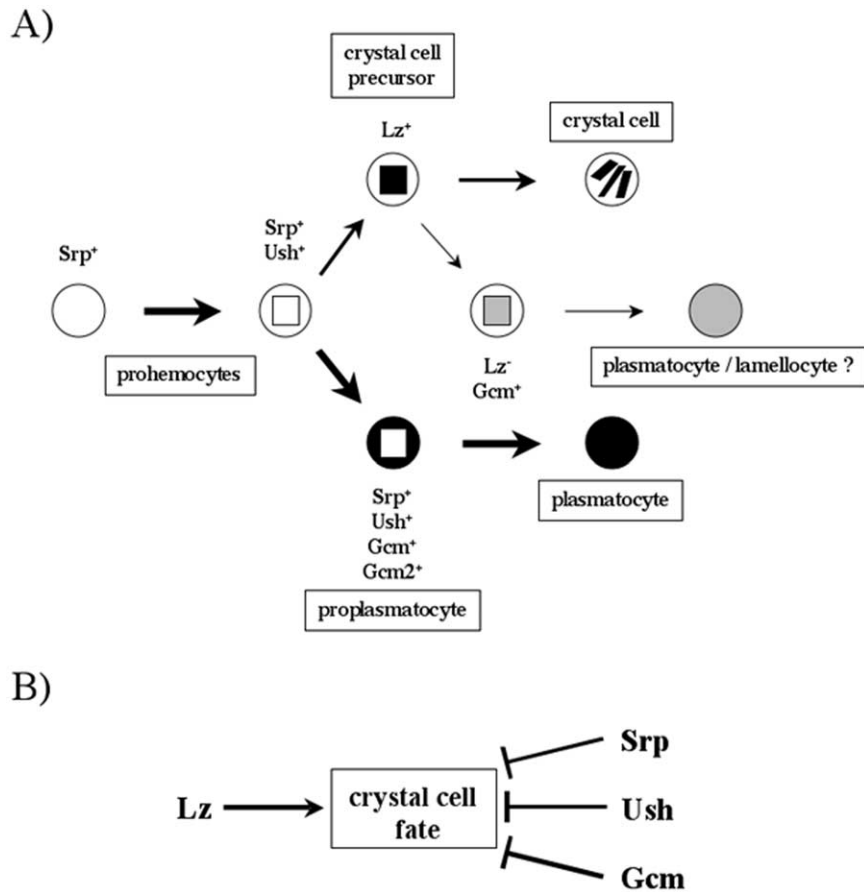 A)
crystal cell
precursor
Lz⁺
crystal cell
Srp⁺
Ush⁺
Srp⁺
prohemocytes
Lz⁻
Gcm⁺
plasmatocyte / lamellocyte ?
Srp⁺
Ush⁺
Gcm⁺
Gcm2⁺
plasmatocyte
proplasmatocyte
B)
Lz
crystal cell
fate
Srp
Ush
Gcm